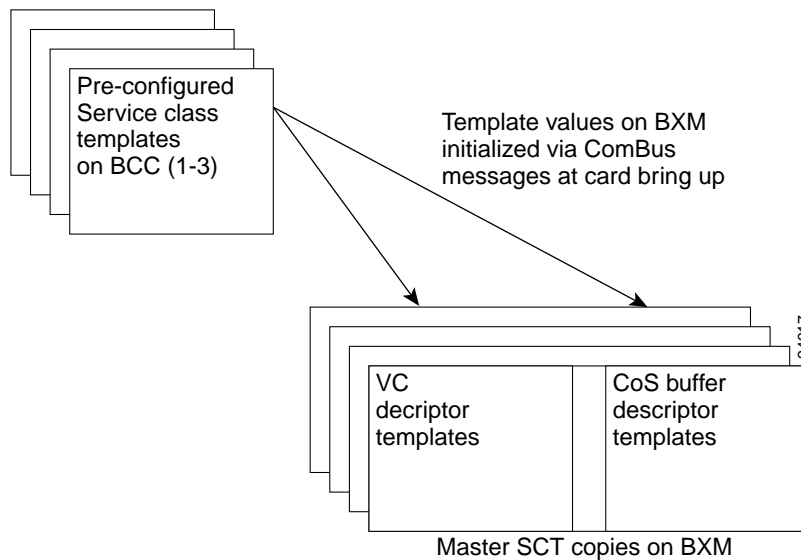 Pre-configured
Service class
templates
on BCC (1-3)
Template values on BXM
initialized via ComBus
messages at card bring up
VC
decriptor
templates
CoS buffer
descriptor
templates
Master SCT copies on BXM